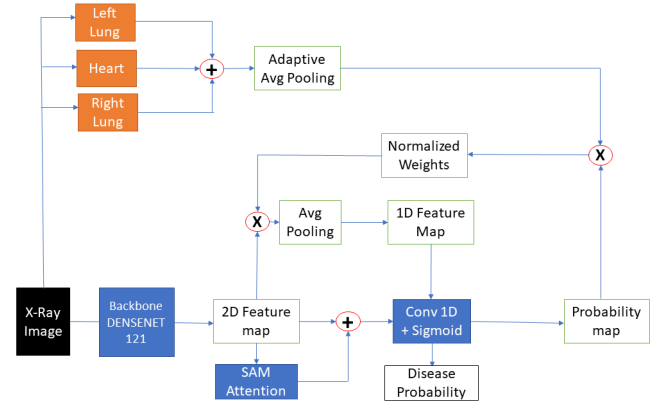 Left
Lung
Heart
Right
Lung
+
Adaptive
Avg Pooling
Normalized
Weights
X
X
Avg
Pooling
1D Feature
Map
X-Ray
Image
Backbone
DENSENET
121
2D Feature
map
+
Conv 1D
+ Sigmoid
Probability
map
SAM
Attention
Disease
Probability